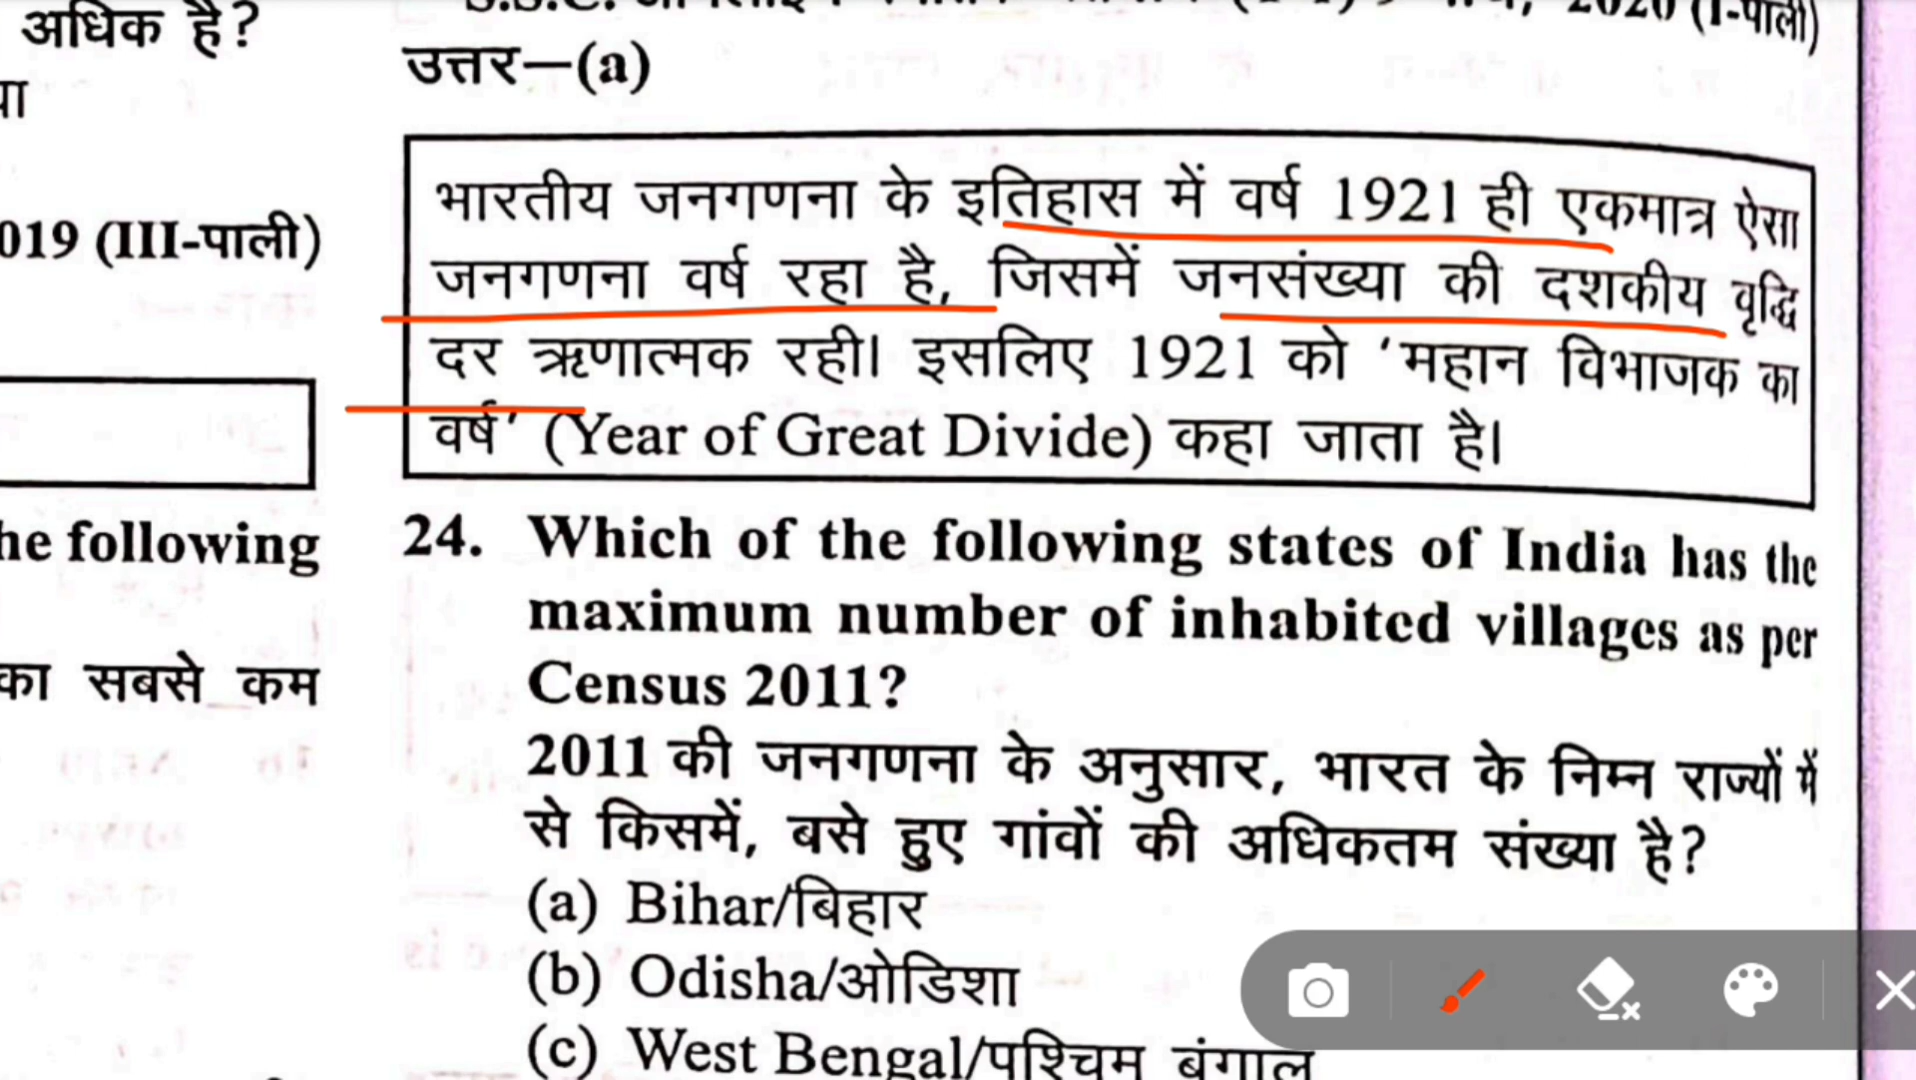 अधिक है?
019 (III-पाली)
he following
का सबसे कम
2020 (I-पाली)
उत्तर—(a)
भारतीय जनगणना के इतिहास में वर्ष 1921 ही एकमात्र ऐसा
जनगणना वर्ष रहा है, जिसमें जनसंख्या की दशकीय वृद्धि
दर ऋणात्मक रही। इसलिए 1921 को ‘महान विभाजक का
वर्ष’ (Year of Great Divide) कहा जाता है।
24. Which of the following states of India has the
maximum number of inhabited villages as per
Census 2011?
2011 की जनगणना के अनुसार, भारत के निम्न राज्यों में
से किसमें, बसे हुए गांवों की अधिकतम संख्या है?
(a) Bihar/बिहार
(b) Odisha/ओडिशा
(c) West Bengal/पश्चिम बंगाल